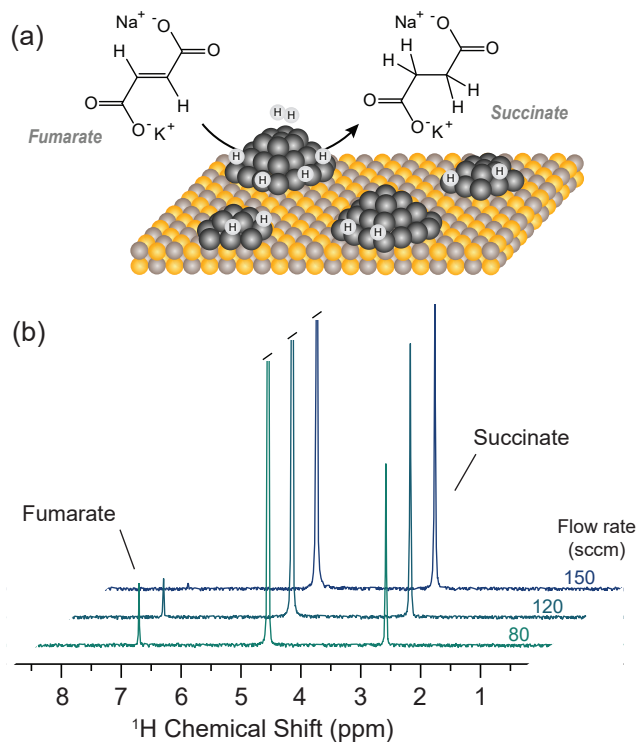 (a)
Na⁺ ⁻O
O
H
H
O
O⁻K⁺
Fumarate
Na⁺ ⁻O
O
H
H
H
H
O
O⁻K⁺
Succinate
H H
H
H
H
H
H
H
H
H
H
H
(b)
Succinate
Fumarate
Flow rate
(sccm)
150
120
80
8 7 6 5 4 3 2 1
¹H Chemical Shift (ppm)